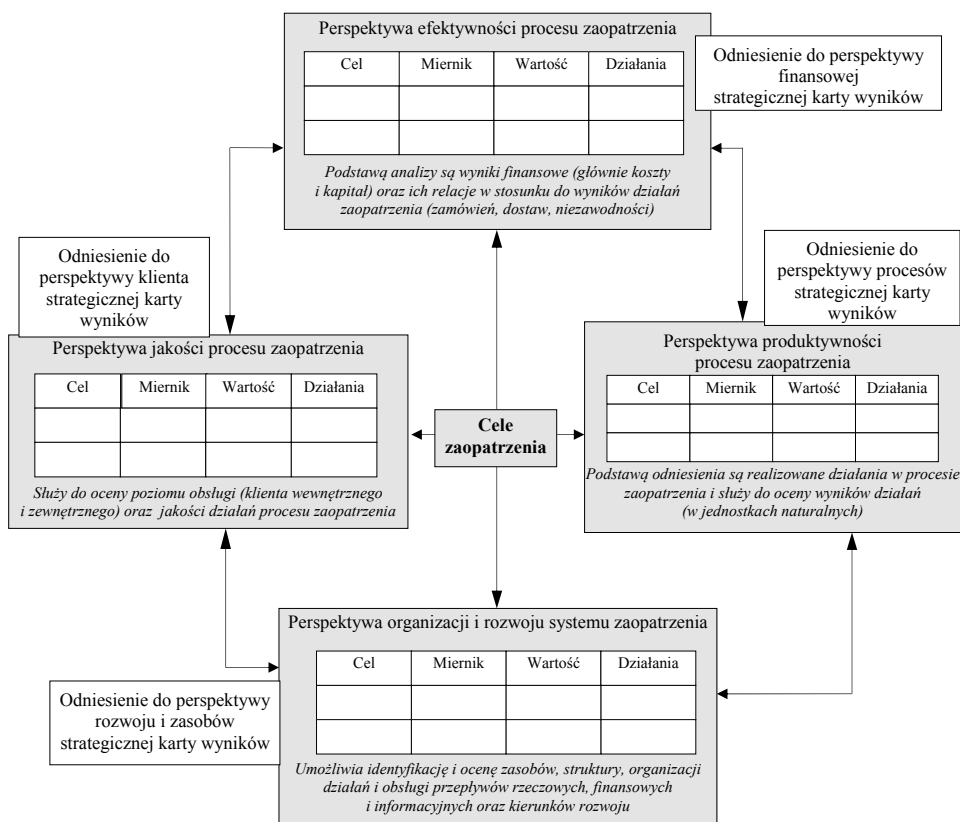 Perspektywa efektywności procesu zaopatrzenia
Cel Miernik Wartość Działania
Podstawą analizy są wyniki finansowe (głównie koszty
i kapitał) oraz ich relacje w stosunku do wyników działań
zaopatrzenia (zamówień, dostaw, niezawodności)
Odniesienie do perspektywy
finansowej
strategicznej karty wyników
Odniesienie do
perspektywy klienta
strategicznej karty
wyników
Odniesienie do
perspektywy procesów
strategicznej karty
wyników
Perspektywa jakości procesu zaopatrzenia
Cel Miernik Wartość Działania
Służy do oceny poziomu obsługi (klienta wewnętrznego
i zewnętrznego) oraz jakości działań procesu zaopatrzenia
Cele
zaopatrzenia
Perspektywa produktywności
procesu zaopatrzenia
Cel Miernik Wartość Działania
Podstawą odniesienia są realizowane działania w procesie
zaopatrzenia i służy do oceny wyników działań
(w jednostkach naturalnych)
Perspektywa organizacji i rozwoju systemu zaopatrzenia
Cel Miernik Wartość Działania
Umożliwia identyfikację i ocenę zasobów, struktury, organizacji
działań i obsługi przepływów rzeczowych, finansowych
i informacyjnych oraz kierunków rozwoju
Odniesienie do perspektywy
rozwoju i zasobów
strategicznej karty wyników